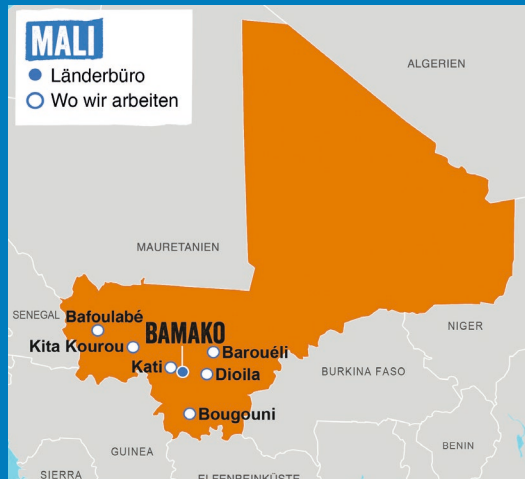 MALI
Länderbüro
Wo wir arbeiten
ALGERIEN
MAURETANIEN
SENEGAL
Bafoulabé
BAMAKO
NIGER
Kita Kourou
Barouéli
Kati
Dioila
BURKINA FASO
Bougouni
GUINEA
BENIN
SIERRA
ELFENBEINKÜSTE